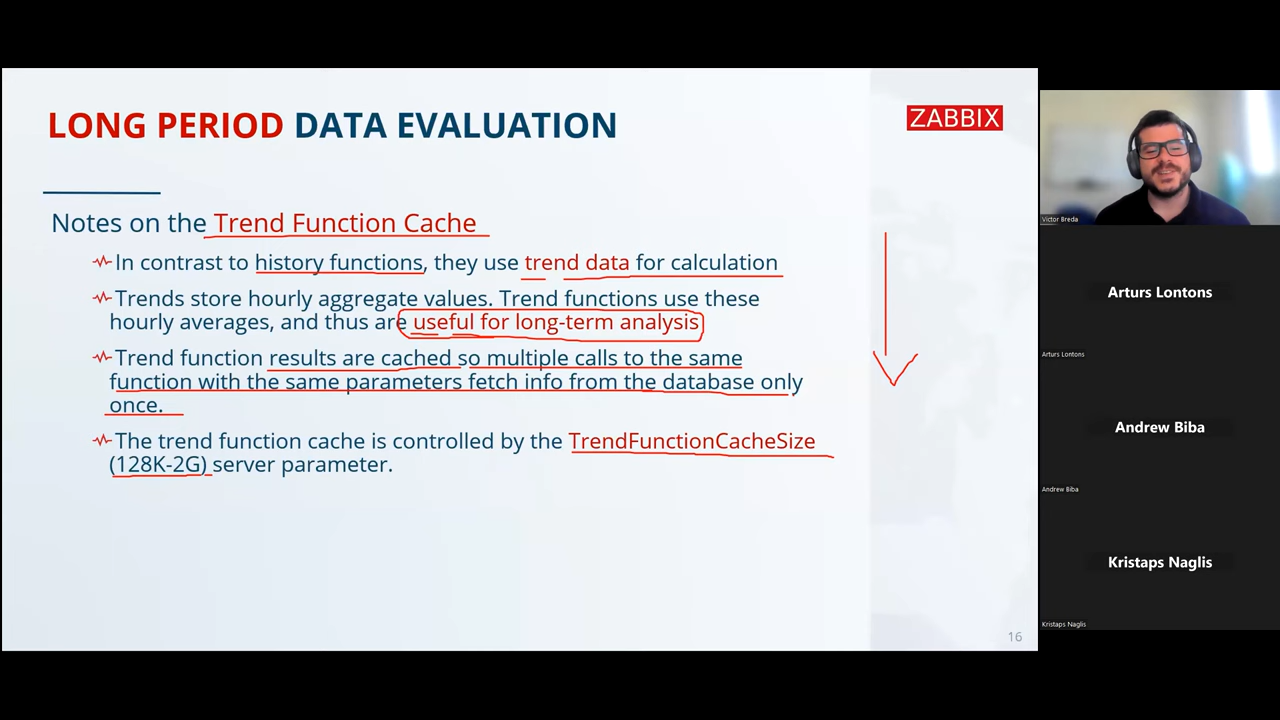 LONG PERIOD DATA EVALUATION
ZABBIX
Notes on the Trend Function Cache
In contrast to history functions, they use trend data for calculation
Trends store hourly aggregate values. Trend functions use these
hourly averages, and thus are useful for long-term analysis
Trend function results are cached so multiple calls to the same
function with the same parameters fetch info from the database only
once.
The trend function cache is controlled by the TrendFunctionCacheSize
(128K-2G) server parameter.
16
Victor Breda
Arturs Lontons
Arturs Lontons
Andrew Biba
Andrew Biba
Kristaps Naglis
Kristaps Naglis